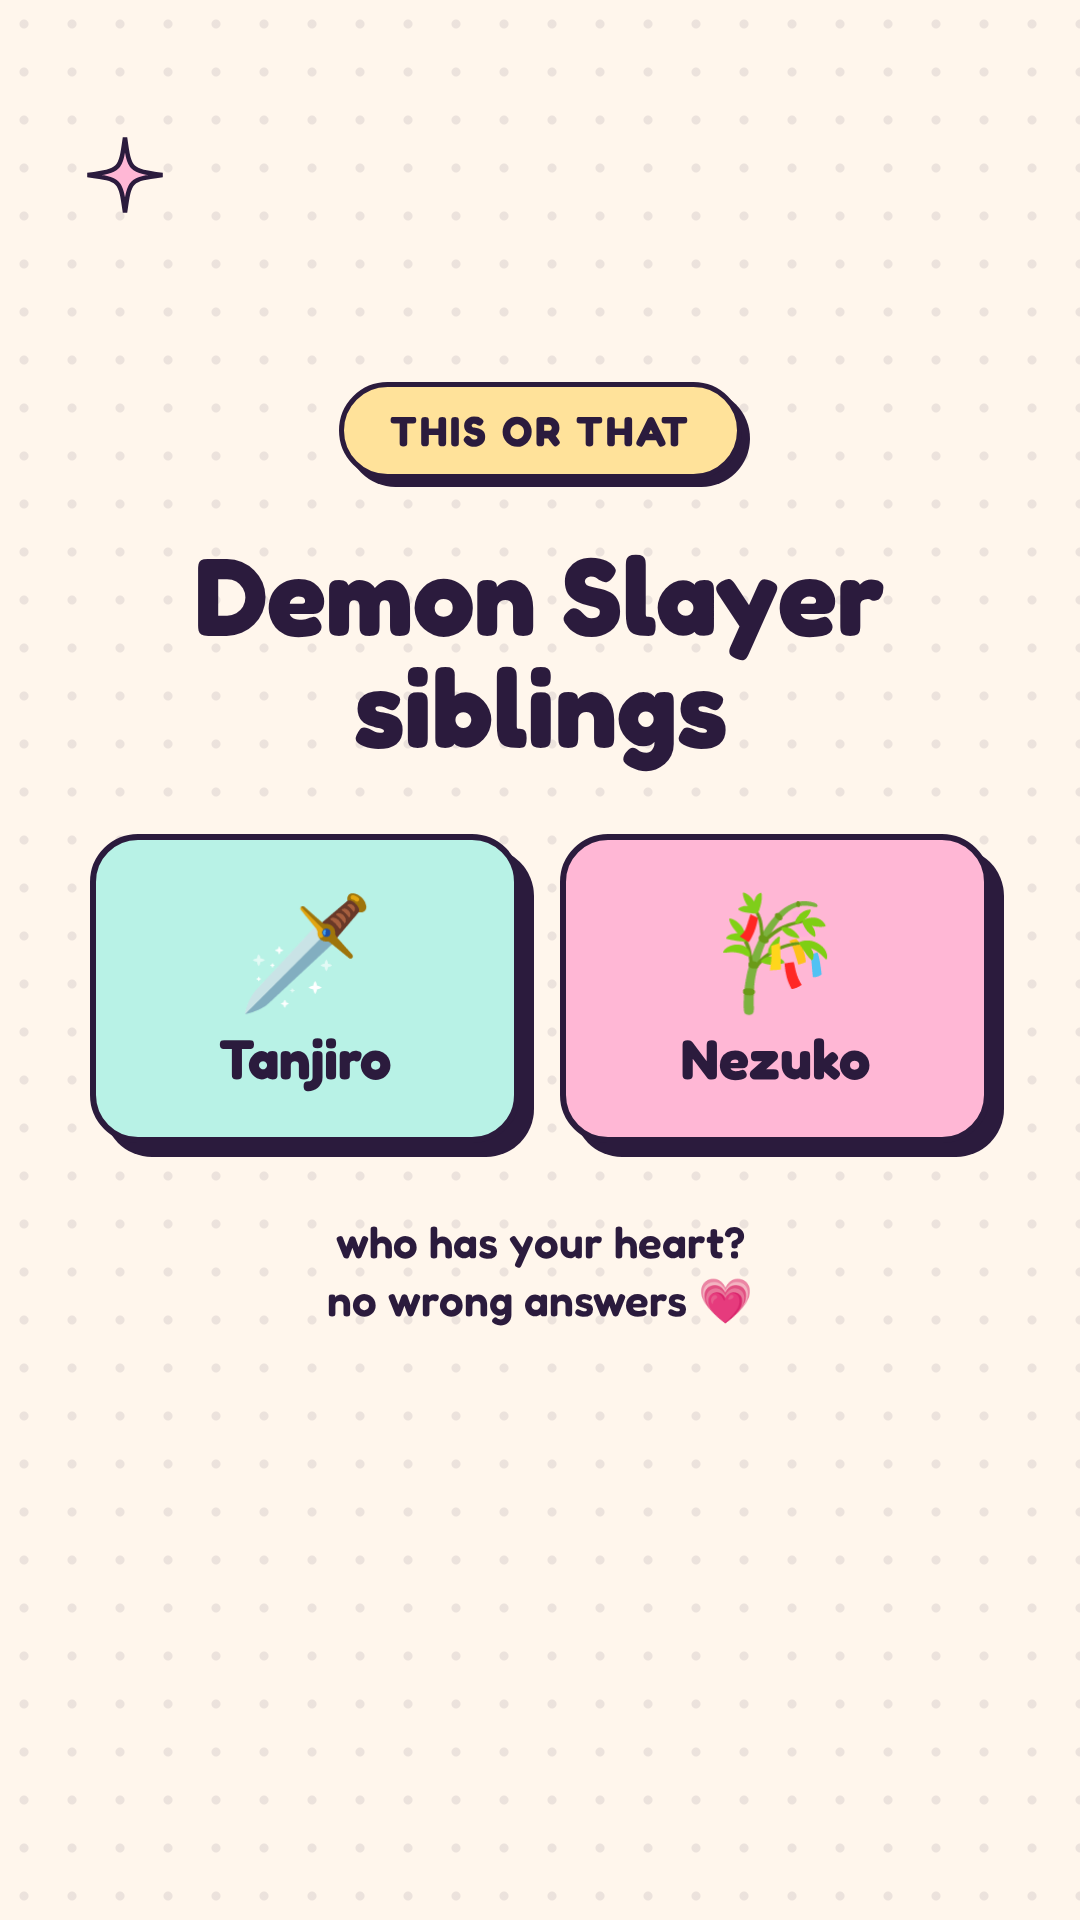 THIS OR THAT
Demon Slayer
siblings
Tanjiro
Nezuko
who has your heart?
no wrong answers 💗